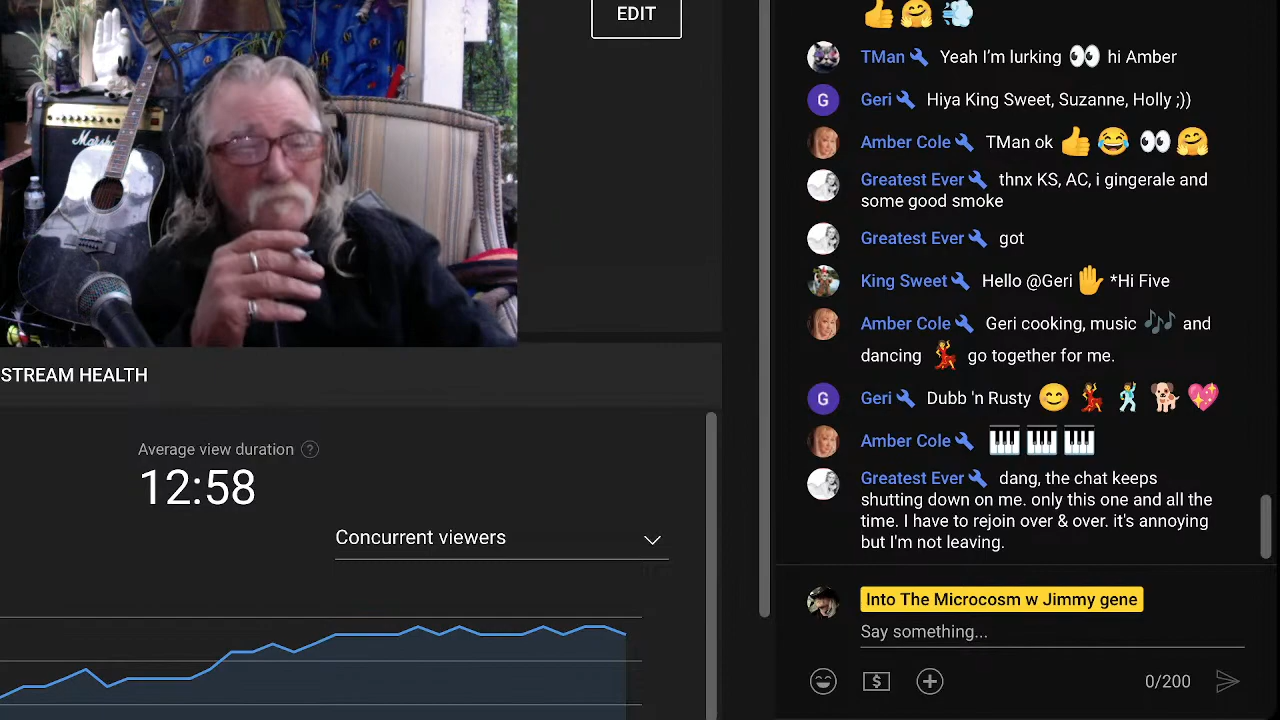 EDIT
Marshall
STREAM HEALTH
Average view duration ?
12:58
Concurrent viewers
👍 🤗 💨
TMan Yeah I’m lurking 👀 hi Amber
G Geri Hiya King Sweet, Suzanne, Holly ;))
Amber Cole TMan ok 👍 😂 👀 🤗
Greatest Ever thnx KS, AC, i gingerale and
some good smoke
Greatest Ever got
King Sweet Hello @Geri ✋ *Hi Five
Amber Cole Geri cooking, music 🎶 and
dancing 💃 go together for me.
G Geri Dubb 'n Rusty 😊 💃 🕺 🐕 💖
Amber Cole 🎹 🎹 🎹
Greatest Ever dang, the chat keeps
shutting down on me. only this one and all the
time. I have to rejoin over & over. it's annoying
but I'm not leaving.
Into The Microcosm w Jimmy gene
Say something...
0/200